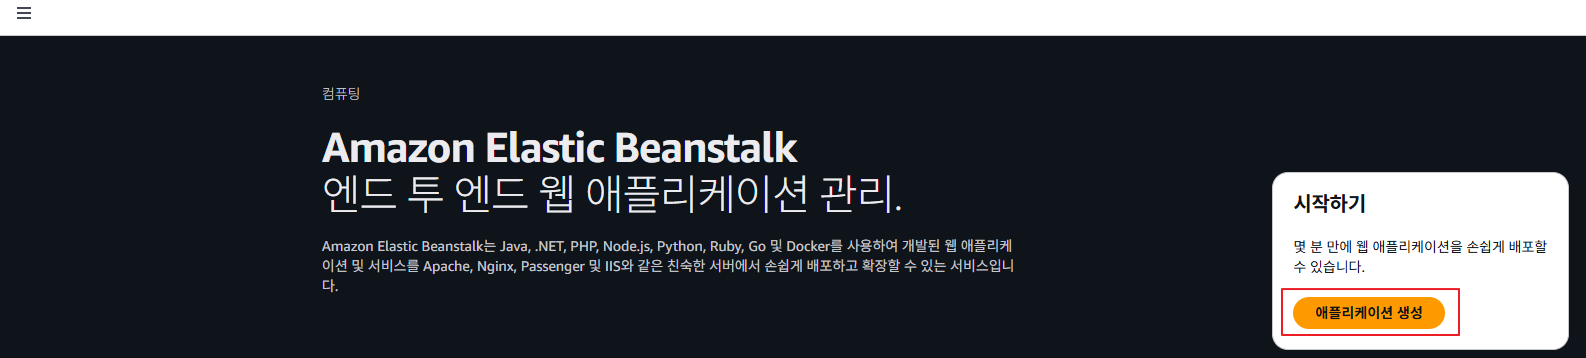 컴퓨팅
Amazon Elastic Beanstalk
엔드 투 엔드 웹 애플리케이션 관리.
Amazon Elastic Beanstalk는 Java, .NET, PHP, Node.js, Python, Ruby, Go 및 Docker를 사용하여 개발된 웹 애플리케
이션 및 서비스를 Apache, Nginx, Passenger 및 IIS와 같은 친숙한 서버에서 손쉽게 배포하고 확장할 수 있는 서비스입니
다.
시작하기
몇 분 만에 웹 애플리케이션을 손쉽게 배포할
수 있습니다.
애플리케이션 생성